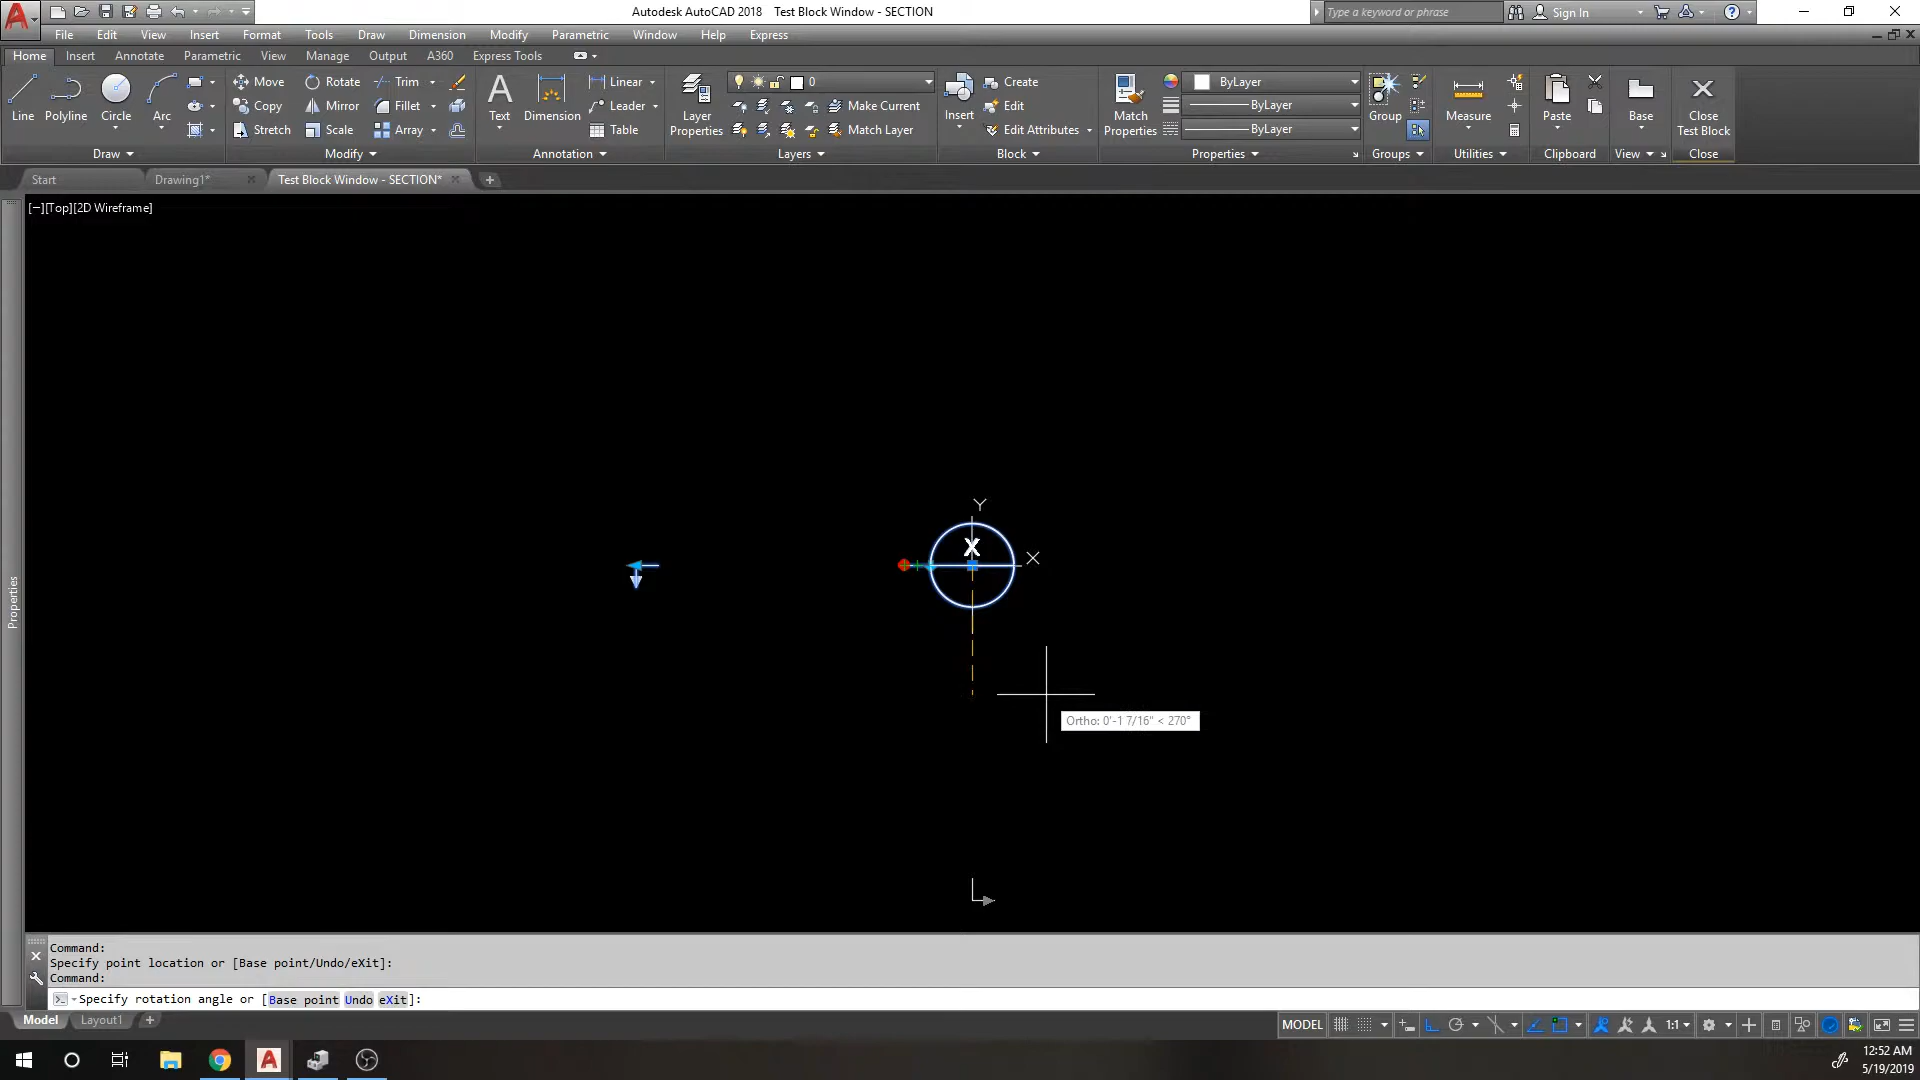 Autodesk AutoCAD 2018 Test Block Window - SECTION
Type a keyword or phrase
Sign In
File Edit View Insert Format Tools Draw Dimension Modify Parametric Window Help Express
Home Insert Annotate Parametric View Manage Output A360 Express Tools
Line Polyline Circle Arc
Draw
Move Rotate Trim
Copy Mirror Fillet
Stretch Scale Array
Modify
Text Dimension
Linear
Leader
Table
Annotation
Layer Properties
0
Make Current
Match Layer
Layers
Insert
Create
Edit
Edit Attributes
Block
Match Properties
ByLayer
ByLayer
ByLayer
Properties
Group
Groups
Measure
Utilities
Paste
Clipboard
Base
View
Close Test Block
Close
Start Drawing1* Test Block Window - SECTION*
[−][Top][2D Wireframe]
Properties
Y
X
X
Ortho: 0'-1 7/16" < 270°
Command:
Specify point location or [Base point/Undo/eXit]:
Command:
Specify rotation angle or [Base point Undo eXit]:
Model Layout1
MODEL
1:1
12:52 AM
5/19/2019